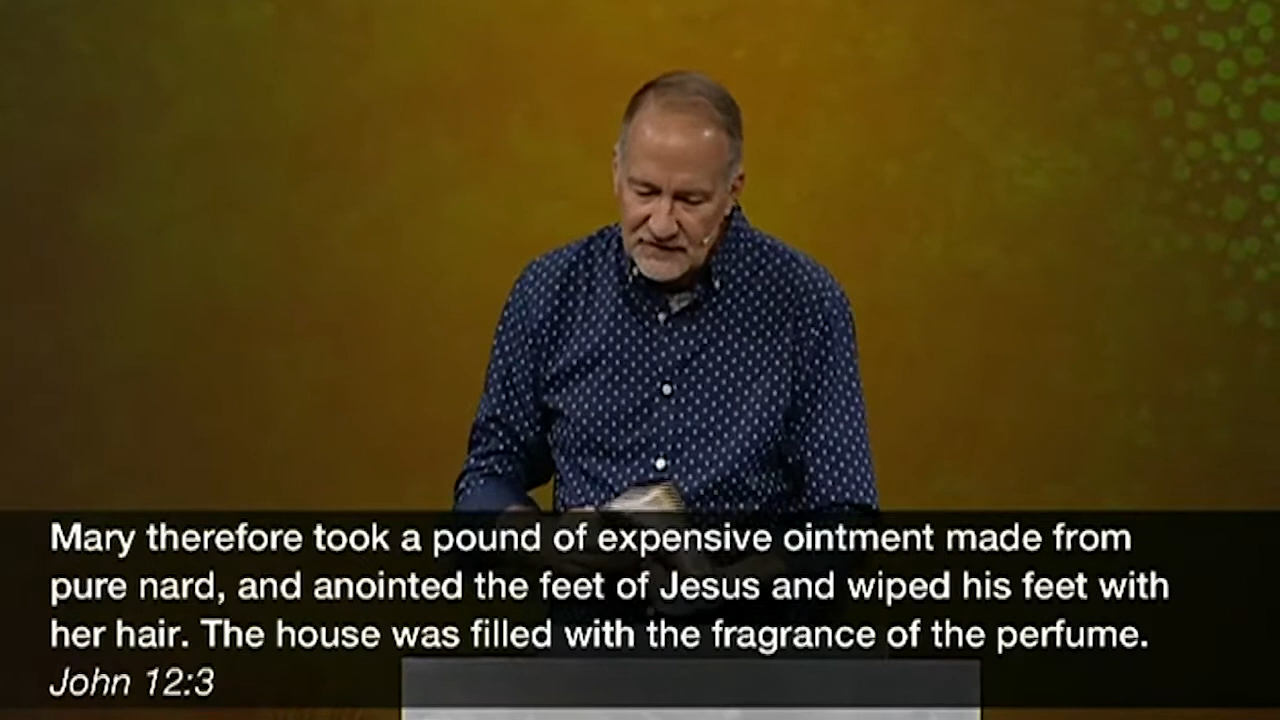 Mary therefore took a pound of expensive ointment made from
pure nard, and anointed the feet of Jesus and wiped his feet with
her hair. The house was filled with the fragrance of the perfume.
John 12:3